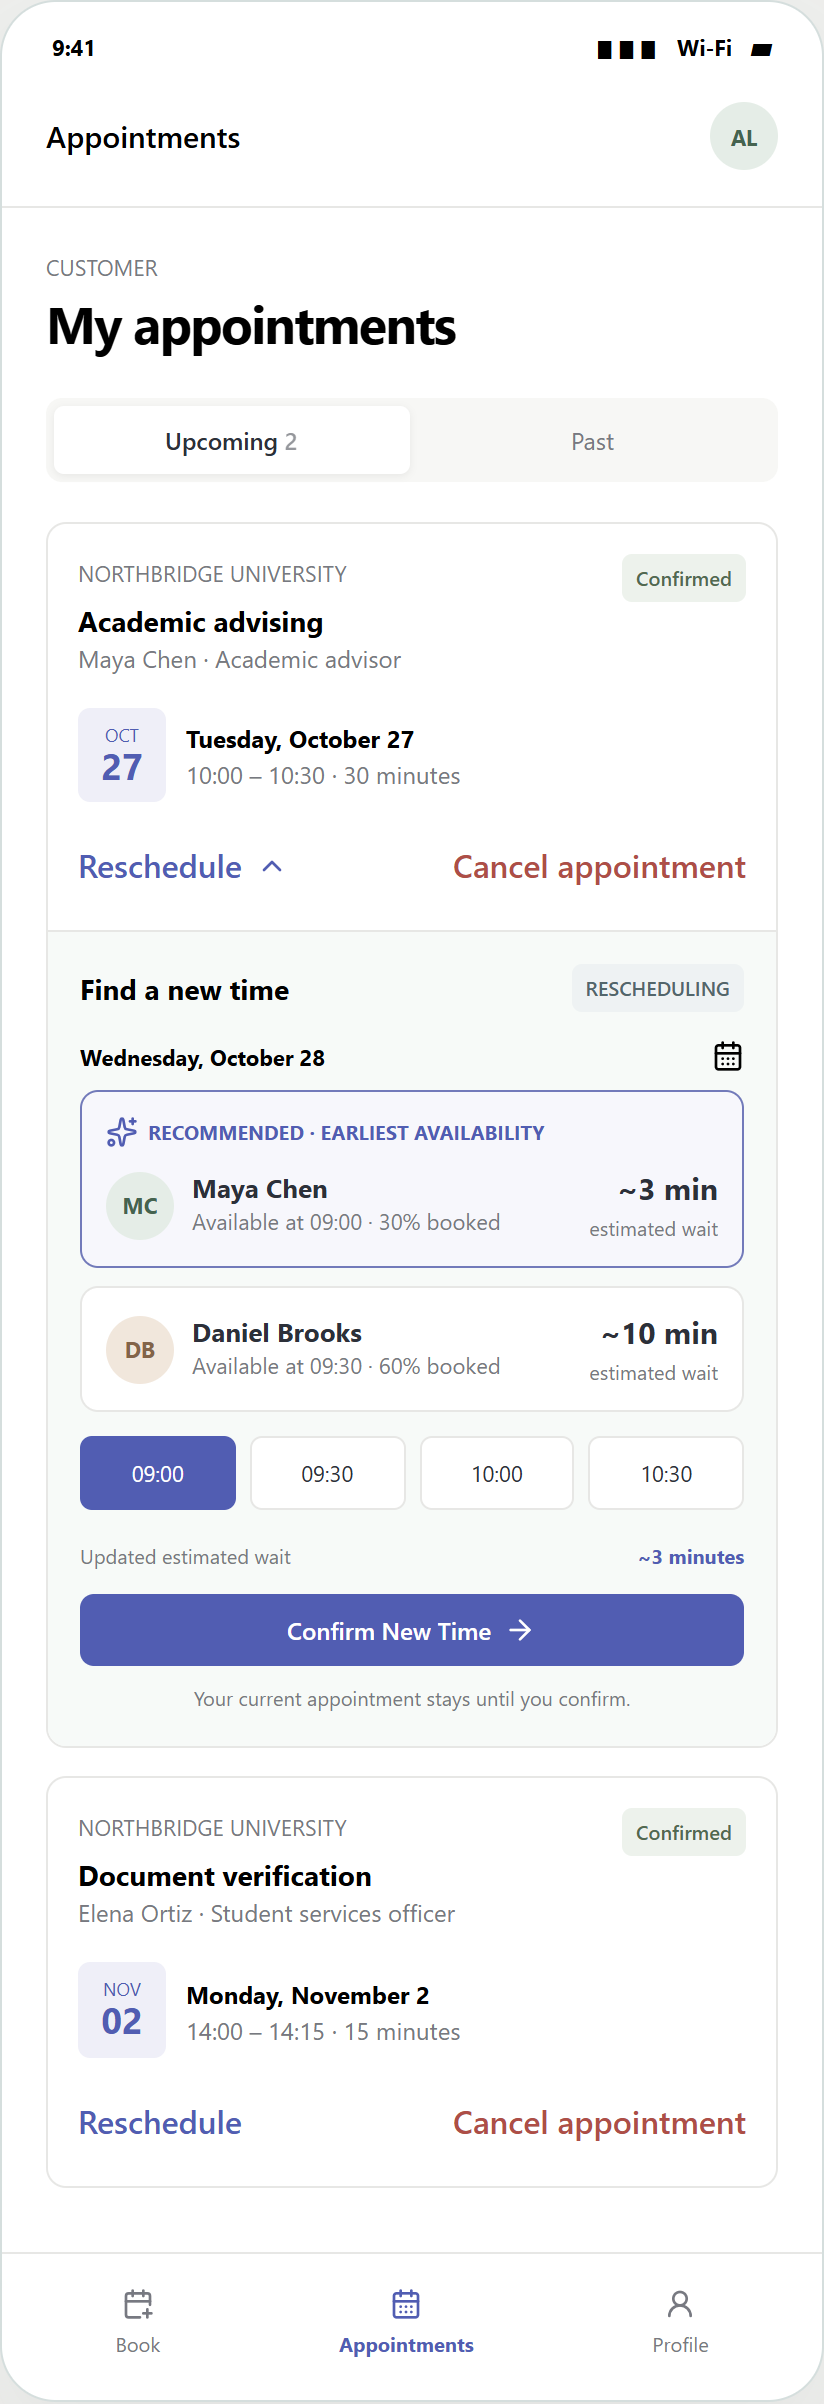 9:41
Wi-Fi
Appointments
AL
CUSTOMER
My appointments
Upcoming 2
Past
NORTHBRIDGE UNIVERSITY
Confirmed
Academic advising
Maya Chen · Academic advisor
OCT
27
Tuesday, October 27
10:00 – 10:30 · 30 minutes
Reschedule
Cancel appointment
Find a new time
RESCHEDULING
Wednesday, October 28
RECOMMENDED · EARLIEST AVAILABILITY
MC
Maya Chen
Available at 09:00 · 30% booked
~3 min
estimated wait
DB
Daniel Brooks
Available at 09:30 · 60% booked
~10 min
estimated wait
09:00
09:30
10:00
10:30
Updated estimated wait
~3 minutes
Confirm New Time
Your current appointment stays until you confirm.
NORTHBRIDGE UNIVERSITY
Confirmed
Document verification
Elena Ortiz · Student services officer
NOV
02
Monday, November 2
14:00 – 14:15 · 15 minutes
Reschedule
Cancel appointment
Book
Appointments
Profile